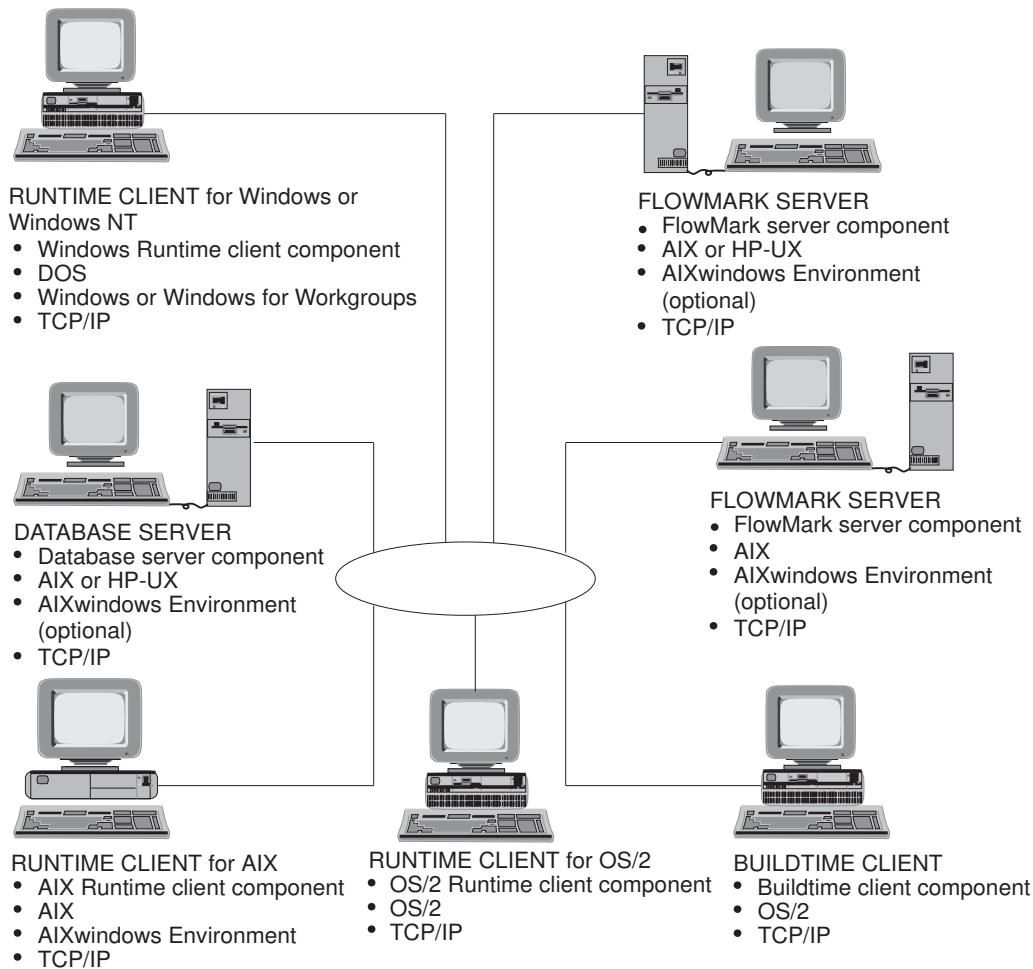 RUNTIME CLIENT for Windows or
Windows NT
• Windows Runtime client component
• DOS
• Windows or Windows for Workgroups
• TCP/IP
FLOWMARK SERVER
• FlowMark server component
• AIX or HP-UX
• AIXwindows Environment
(optional)
• TCP/IP
DATABASE SERVER
• Database server component
• AIX or HP-UX
• AIXwindows Environment
(optional)
• TCP/IP
FLOWMARK SERVER
• FlowMark server component
• AIX
• AIXwindows Environment
(optional)
• TCP/IP
RUNTIME CLIENT for AIX
• AIX Runtime client component
• AIX
• AIXwindows Environment
• TCP/IP
RUNTIME CLIENT for OS/2
• OS/2 Runtime client component
• OS/2
• TCP/IP
BUILDTIME CLIENT
• Buildtime client component
• OS/2
• TCP/IP